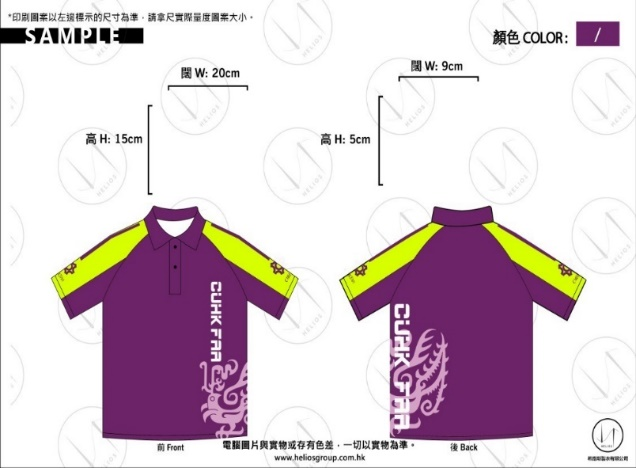 *印刷圖案以左邊標示的尺寸為準，請拿尺實際量度圖案大小。
SAMPLE
顏色 COLOR: /
闊 W: 20cm
闊 W: 9cm
高 H: 15cm
高 H: 5cm
CUHK FAA
CUHK FAA
前 Front
電腦圖片與實物或存有色差，一切以實物為準。
後 Back
www.heliosgroup.com.hk
HELIOS